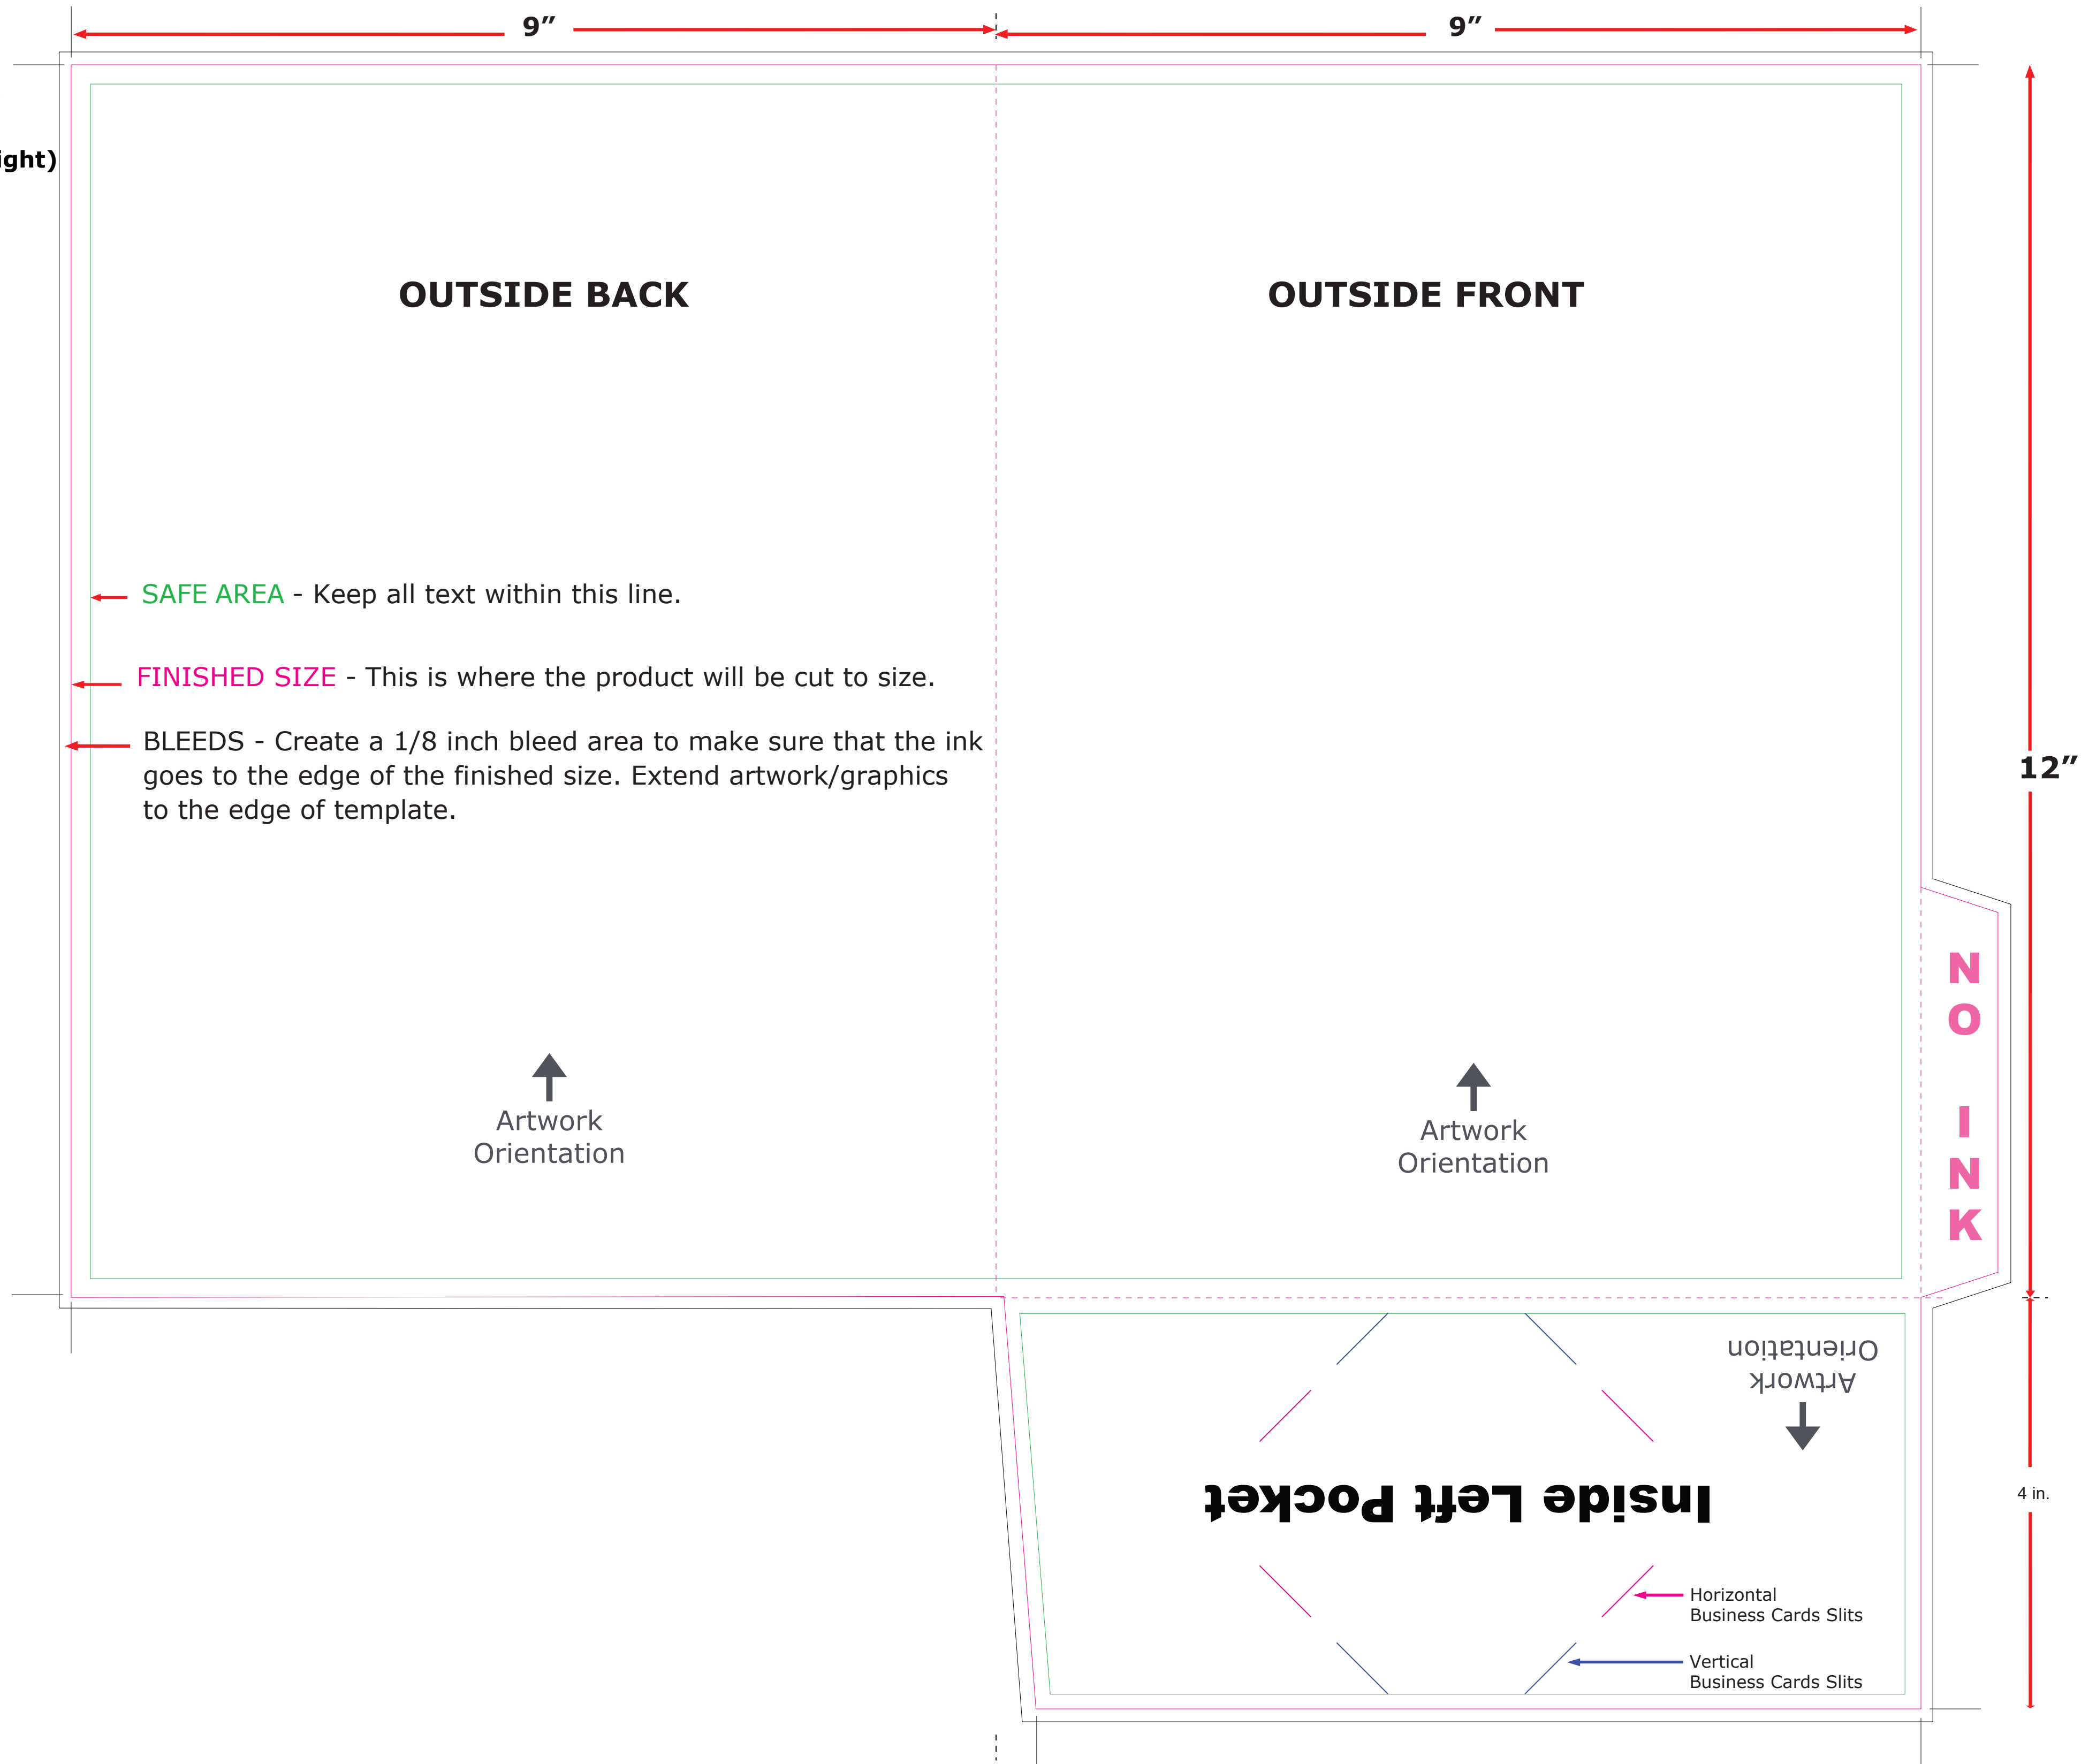 9” 9”
ight)
OUTSIDE BACK
OUTSIDE FRONT
SAFE AREA - Keep all text within this line.
FINISHED SIZE - This is where the product will be cut to size.
BLEEDS - Create a 1/8 inch bleed area to make sure that the ink
goes to the edge of the finished size. Extend artwork/graphics
to the edge of template.
12”
NO INK
Artwork
Orientation
Artwork
Orientation
Artwork
Orientation
Inside Left Pocket
4 in.
Horizontal
Business Cards Slits
Vertical
Business Cards Slits